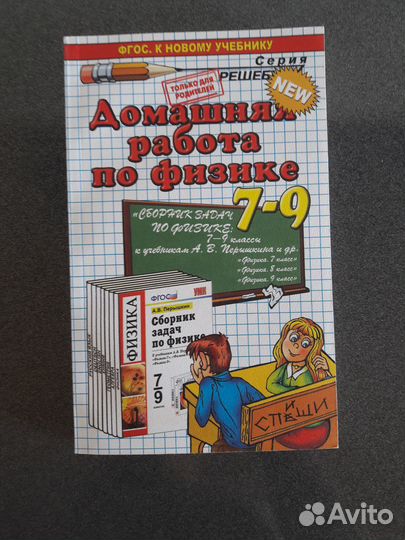 ФГОС. К НОВОМУ УЧЕБНИКУ
Серия
РЕШЕБ
NEW
ТОЛЬКО ДЛЯ
РОДИТЕЛЕЙ
Домашняя
работа
по физике
7-9
«СБОРНИК ЗАДАЧ
ПО ФИЗИКЕ:
7—9 классы
к учебникам А. В. Перышкина и др.
«Физика. 7 класс»
«Физика. 8 класс»
«Физика. 9 класс»
ФИЗИКА
ФГОС
А.В. Перышкин
Сборник
задач
по физике
7
9
СПЕШИ
И
Avito